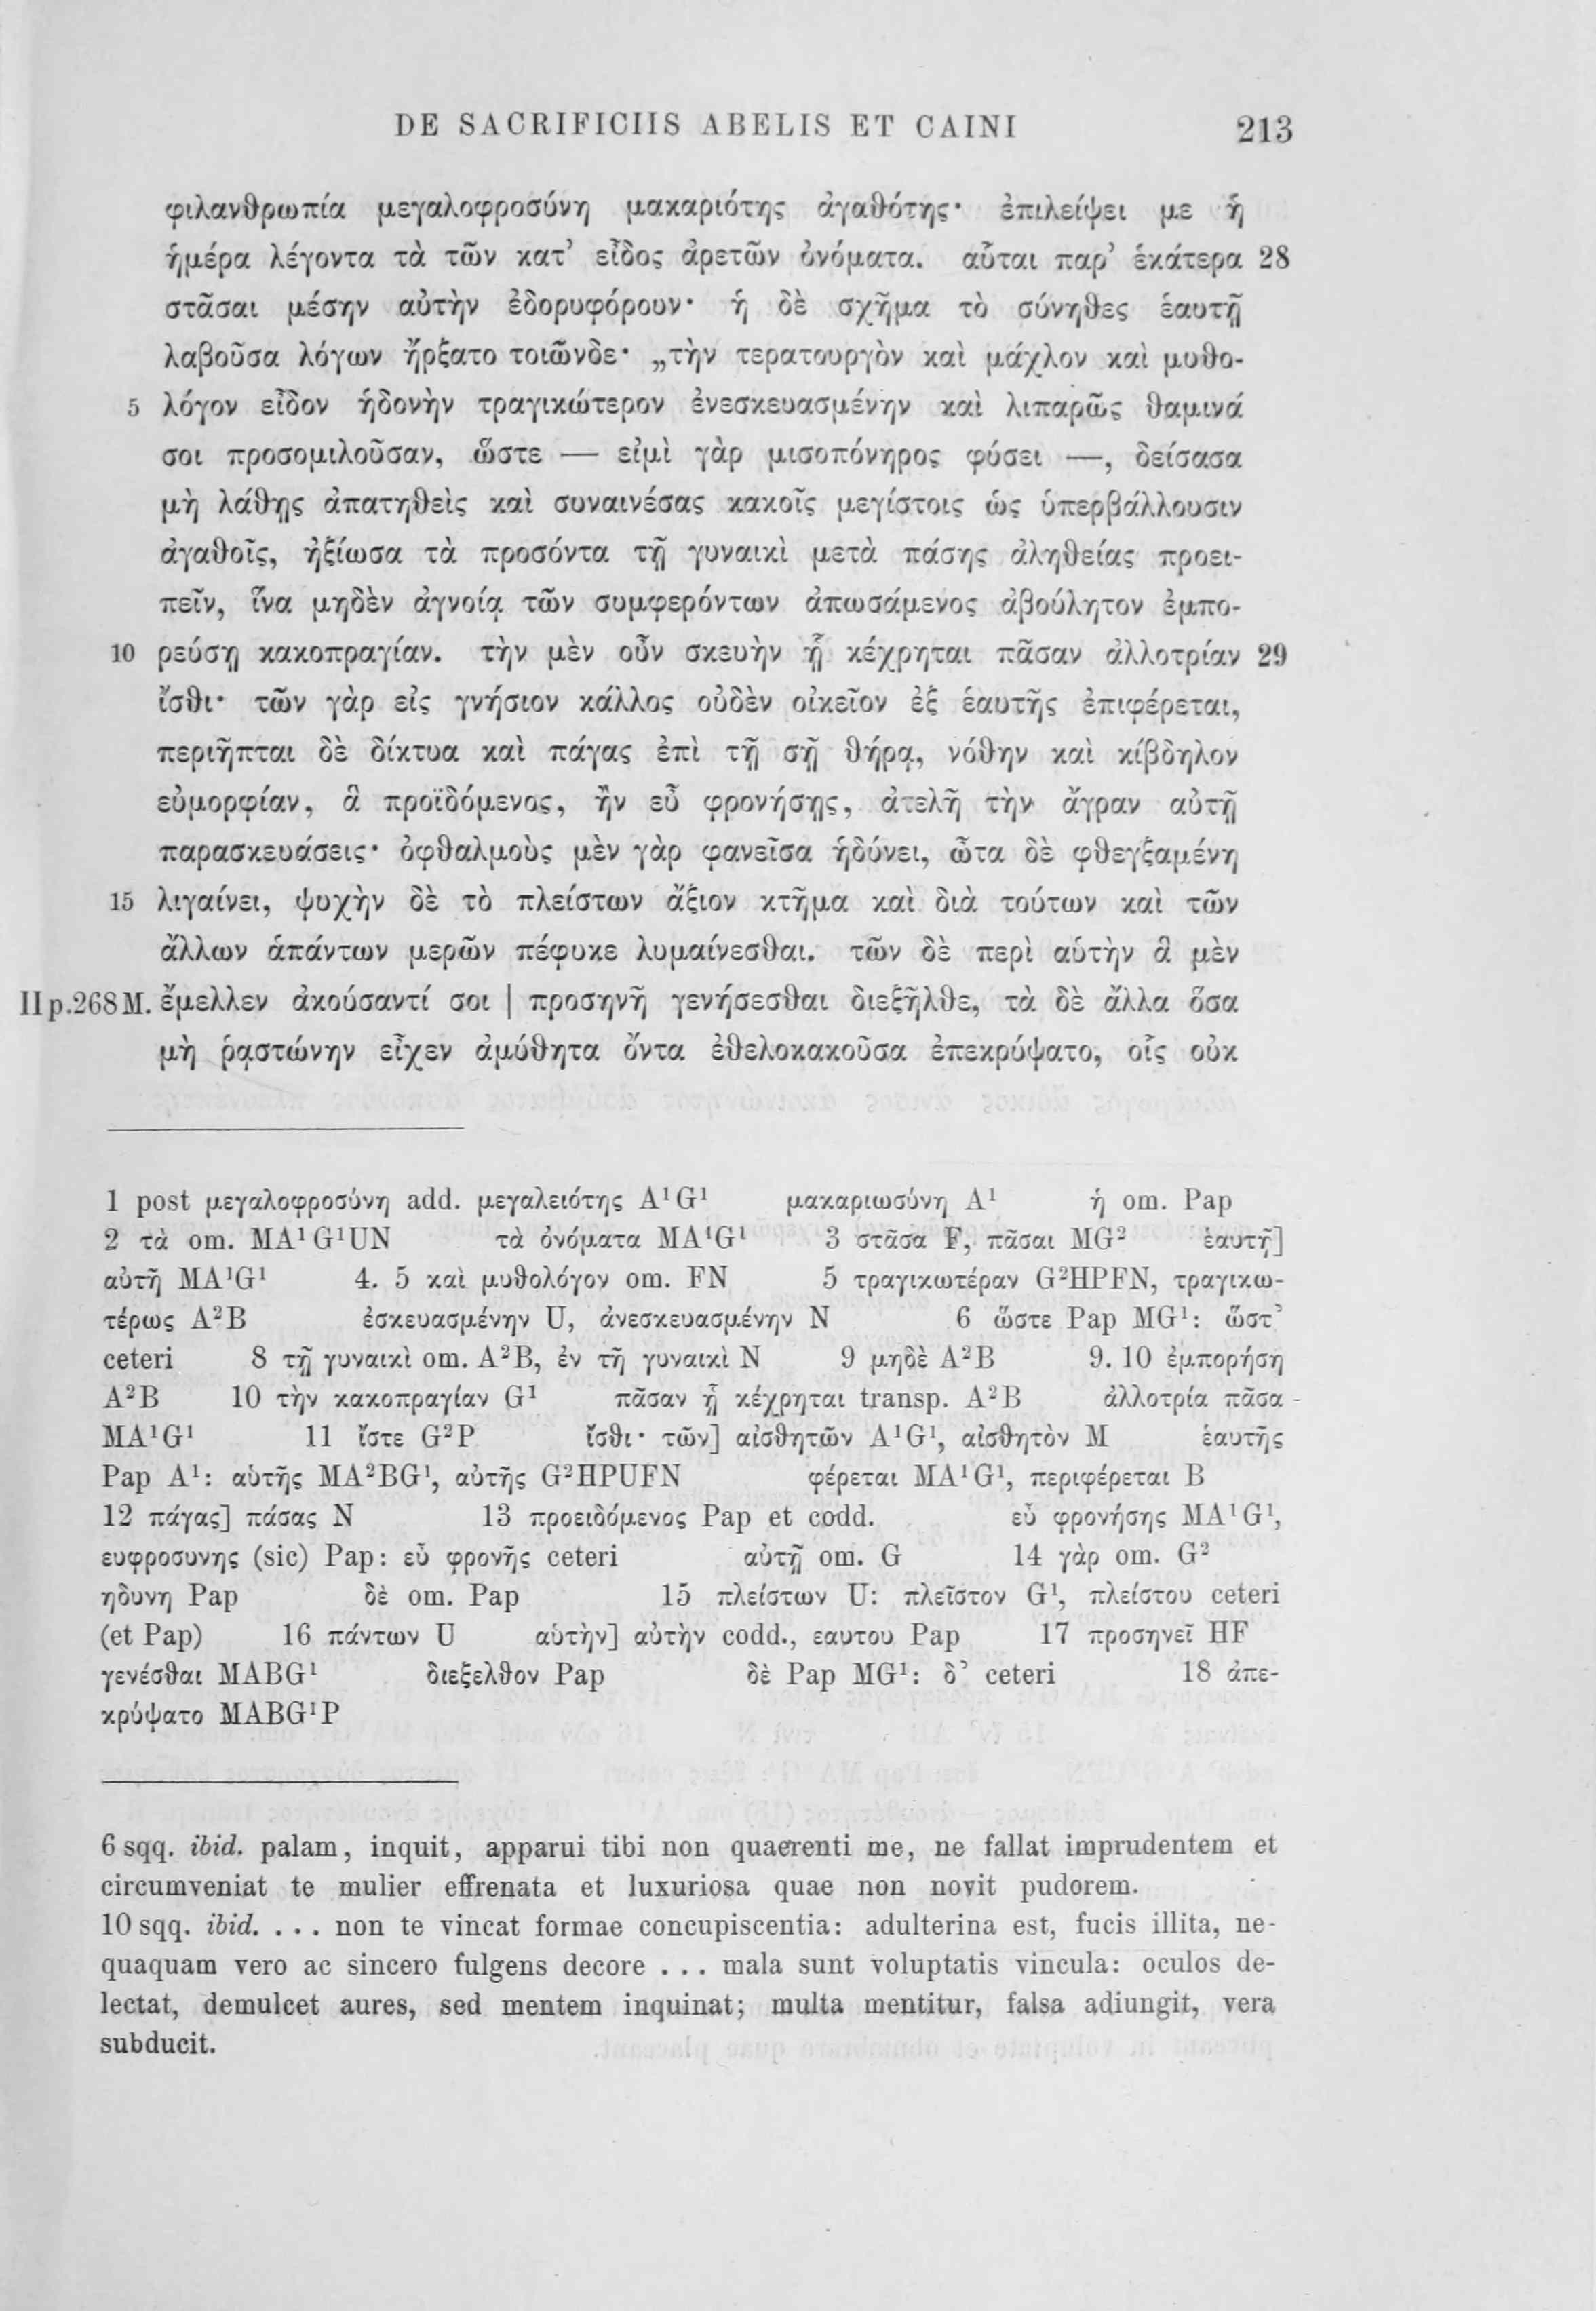 DE SACRIFICIIS ABELIS ET CAINI 213
φιλανθρωπία μεγαλοφροσύνη μακαριότης ἀγαθότης· ἐπιλείψει με ἡ
ἡμέρα λέγοντα τὰ τῶν κατ’ εἶδος ἀρετῶν ὀνόματα. αὗται παρ’ ἑκάτερα 28
στᾶσαι μέσην αὐτὴν ἐδορυφόρουν· ἡ δὲ σχῆμα τὸ σύνηθες ἑαυτῇ
λαβοῦσα λόγων ἤρξατο τοιῶνδε· „τὴν τερατουργὸν καὶ μάχλον καὶ μυθο-
5 λόγον εἶδον ἡδονὴν τραγικώτερον ἐνεσκευασμένην καὶ λιπαρῶς θαμινά
σοι προσομιλοῦσαν, ὥστε — εἰμὶ γὰρ μισοπόνηρος φύσει —, δείσασα
μὴ λάθῃς ἀπατηθεὶς καὶ συναινέσας κακοῖς μεγίστοις ὡς ὑπερβάλλουσιν
ἀγαθοῖς, ἠξίωσα τὰ προσόντα τῇ γυναικὶ μετὰ πάσης ἀληθείας προει-
πεῖν, ἵνα μηδὲν ἀγνοίᾳ τῶν συμφερόντων ἀπωσάμενος ἀβούλητον ἐμπο-
10 ρεύσῃ κακοπραγίαν. τὴν μὲν οὖν σκευὴν ᾗ κέχρηται πᾶσαν ἀλλοτρίαν 29
ἴσθι· τῶν γὰρ εἰς γνήσιον κάλλος οὐδὲν οἰκεῖον ἐξ ἑαυτῆς ἐπιφέρεται,
περιῆπται δὲ δίκτυα καὶ πάγας ἐπὶ τῇ σῇ θήρᾳ, νόθην καὶ κίβδηλον
εὐμορφίαν, ἃ προϊδόμενος, ἢν εὖ φρονήσῃς, ἀτελῆ τὴν ἄγραν αὐτῇ
παρασκευάσεις· ὀφθαλμοὺς μὲν γὰρ φανεῖσα ἡδύνει, ὦτα δὲ φθεγξαμένη
15 λιγαίνει, ψυχὴν δὲ τὸ πλείστων ἄξιον κτῆμα καὶ διὰ τούτων καὶ τῶν
ἄλλων ἁπάντων μερῶν πέφυκε λυμαίνεσθαι. τῶν δὲ περὶ αὑτὴν ἃ μὲν
II p.268 M. ἔμελλεν ἀκούσαντί σοι | προσηνῆ γενήσεσθαι διεξῆλθε, τὰ δὲ ἄλλα ὅσα
μὴ ῥᾳστώνην εἶχεν ἀμύθητα ὄντα ἐθελοκακοῦσα ἐπεκρύψατο, οἷς οὐκ
1 post μεγαλοφροσύνη add. μεγαλειότης A¹G¹ μακαριωσύνη A¹ ἡ om. Pap
2 τὰ om. MA¹G¹UN τὰ ὀνόματα MA¹G¹ 3 στᾶσα F, πᾶσαι MG² ἑαυτῇ]
αὐτῇ MA¹G¹ 4. 5 καὶ μυθολόγον om. FN 5 τραγικωτέραν G²HPFN, τραγικω-
τέρως A²B ἐσκευασμένην U, ἀνεσκευασμένην N 6 ὥστε Pap MG¹: ὥστ’
ceteri 8 τῇ γυναικὶ om. A²B, ἐν τῇ γυναικὶ N 9 μηδὲ A²B 9. 10 ἐμπορήση
A²B 10 τὴν κακοπραγίαν G¹ πᾶσαν ᾗ κέχρηται transp. A²B ἀλλοτρία πᾶσα
MA¹G¹ 11 ἴστε G²P ἴσθι· τῶν] αἰσθητῶν A¹G¹, αἰσθητὸν M ἑαυτῆς
Pap A¹: αὑτῆς MA²BG¹, αὐτῆς G²HPUFN φέρεται MA¹G¹, περιφέρεται B
12 πάγας] πάσας N 13 προειδόμενος Pap et codd. εὐ φρονήσης MA¹G¹,
ευφροσυνης (sic) Pap: εὖ φρονῇς ceteri αὐτῇ om. G 14 γὰρ om. G²
ηδυνη Pap δὲ om. Pap 15 πλείστων U: πλεῖστον G¹, πλείστου ceteri
(et Pap) 16 πάντων U αὑτὴν] αὐτὴν codd., εαυτου Pap 17 προσηνεῖ HF
γενέσθαι MABG¹ διεξελθον Pap δὲ Pap MG¹: δ’ ceteri 18 ἀπε-
κρύψατο MABG¹P
6 sqq. ibid. palam, inquit, apparui tibi non quaerenti me, ne fallat imprudentem et
circumveniat te mulier effrenata et luxuriosa quae non novit pudorem.
10 sqq. ibid. . . . non te vincat formae concupiscentia: adulterina est, fucis illita, ne-
quaquam vero ac sincero fulgens decore . . . mala sunt voluptatis vincula: oculos de-
lectat, demulcet aures, sed mentem inquinat; multa mentitur, falsa adiungit, vera
subducit.